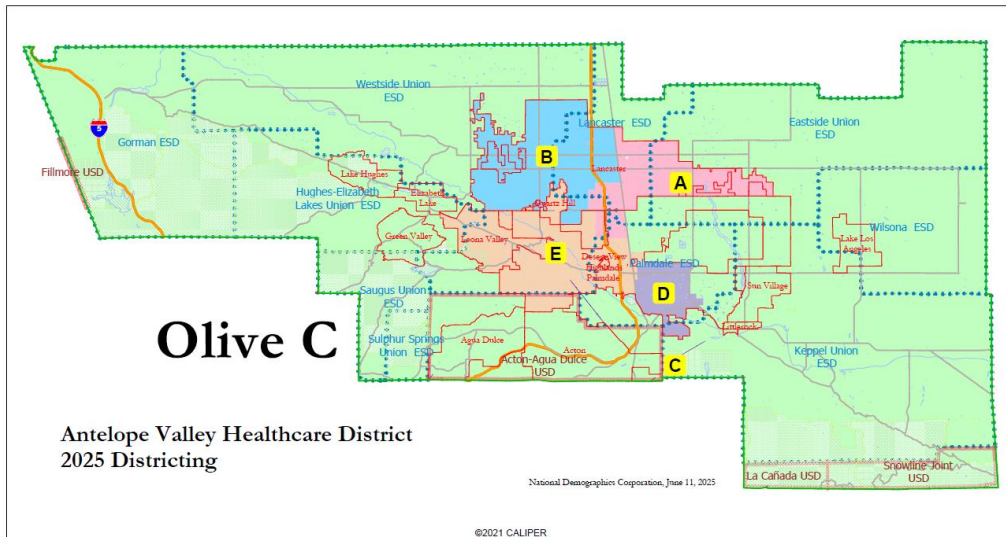 Westside Union
ESD
Lancaster ESD
Eastside Union
ESD
5
Gorman ESD
B
Fillmore USD
Lancaster
A
Lake Hughes
Hughes-Elizabeth
Lakes Union ESD
Elizabeth
Lake
Quartz Hill
Wilsona ESD
Green Valley
Leona Valley
E
Desert View
Highlands
Palmdale
Palmdale ESD
Lake Los
Angeles
D
Sun Village
Saugus Union
ESD
Littlerock
Olive C
Sulphur Springs
Union ESD
Agua Dulce
Acton
Acton-Agua Dulce
USD
C
Keppel Union
ESD
Antelope Valley Healthcare District
2025 Districting
National Demographics Corporation, June 11, 2025
La Cañada USD
Snowline Joint
USD
©2021 CALIPER